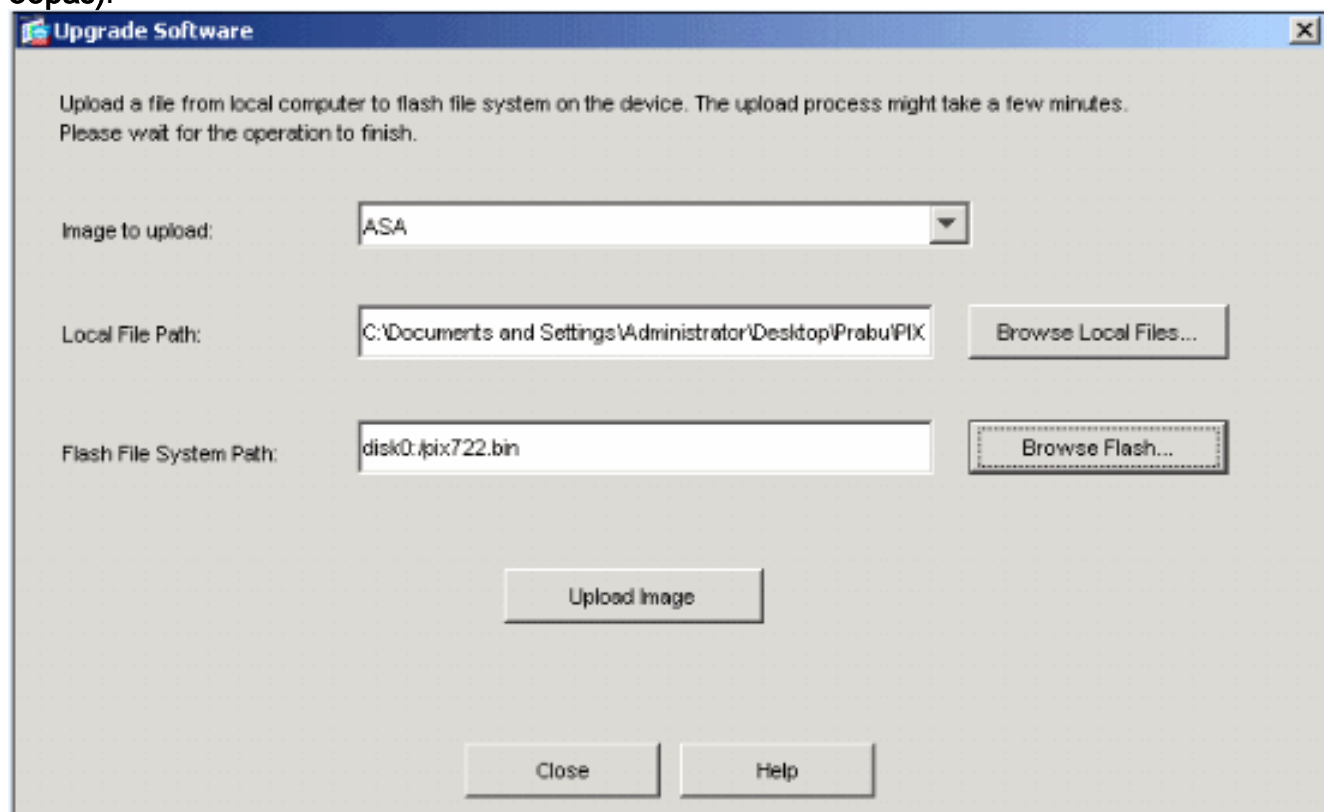 Upgrade Software
Upload a file from local computer to flash file system on the device. The upload process might take a few minutes.
Please wait for the operation to finish.
Image to upload:
ASA
Local File Path:
C:\Documents and Settings\Administrator\Desktop\Prabu\PIX
Browse Local Files...
Flash File System Path:
disk0:/pix722.bin
Browse Flash...
Upload Image
Close
Help